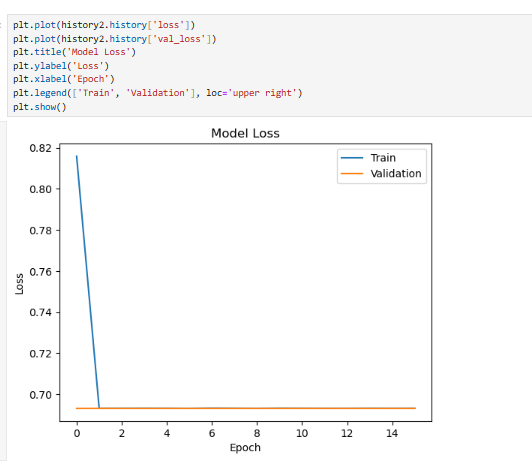 plt.plot(history2.history['loss'])
plt.plot(history2.history['val_loss'])
plt.title('Model Loss')
plt.ylabel('Loss')
plt.xlabel('Epoch')
plt.legend(['Train', 'Validation'], loc='upper right')
plt.show()
Model Loss
Train
Validation
0.82
0.80
0.78
0.76
0.74
0.72
0.70
Loss
0 2 4 6 8 10 12 14
Epoch